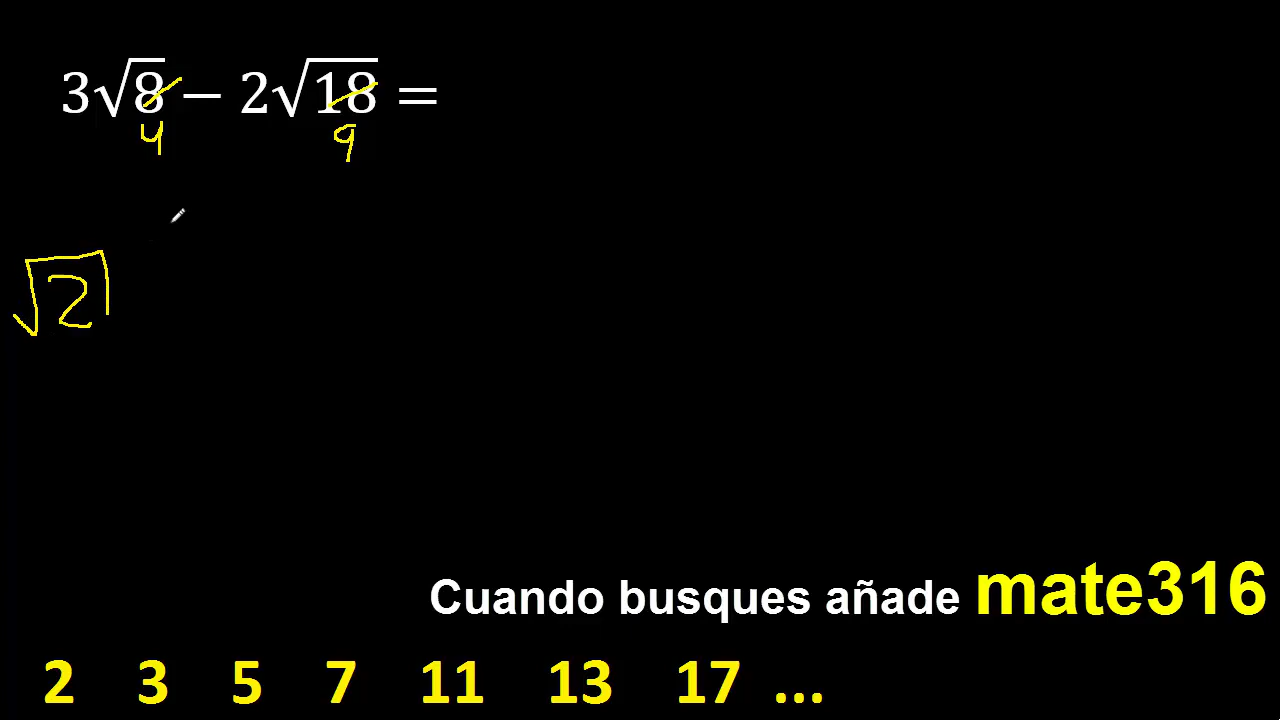 3√8 − 2√18 =
4 9
√2
Cuando busques añade mate316
2 3 5 7 11 13 17 ...